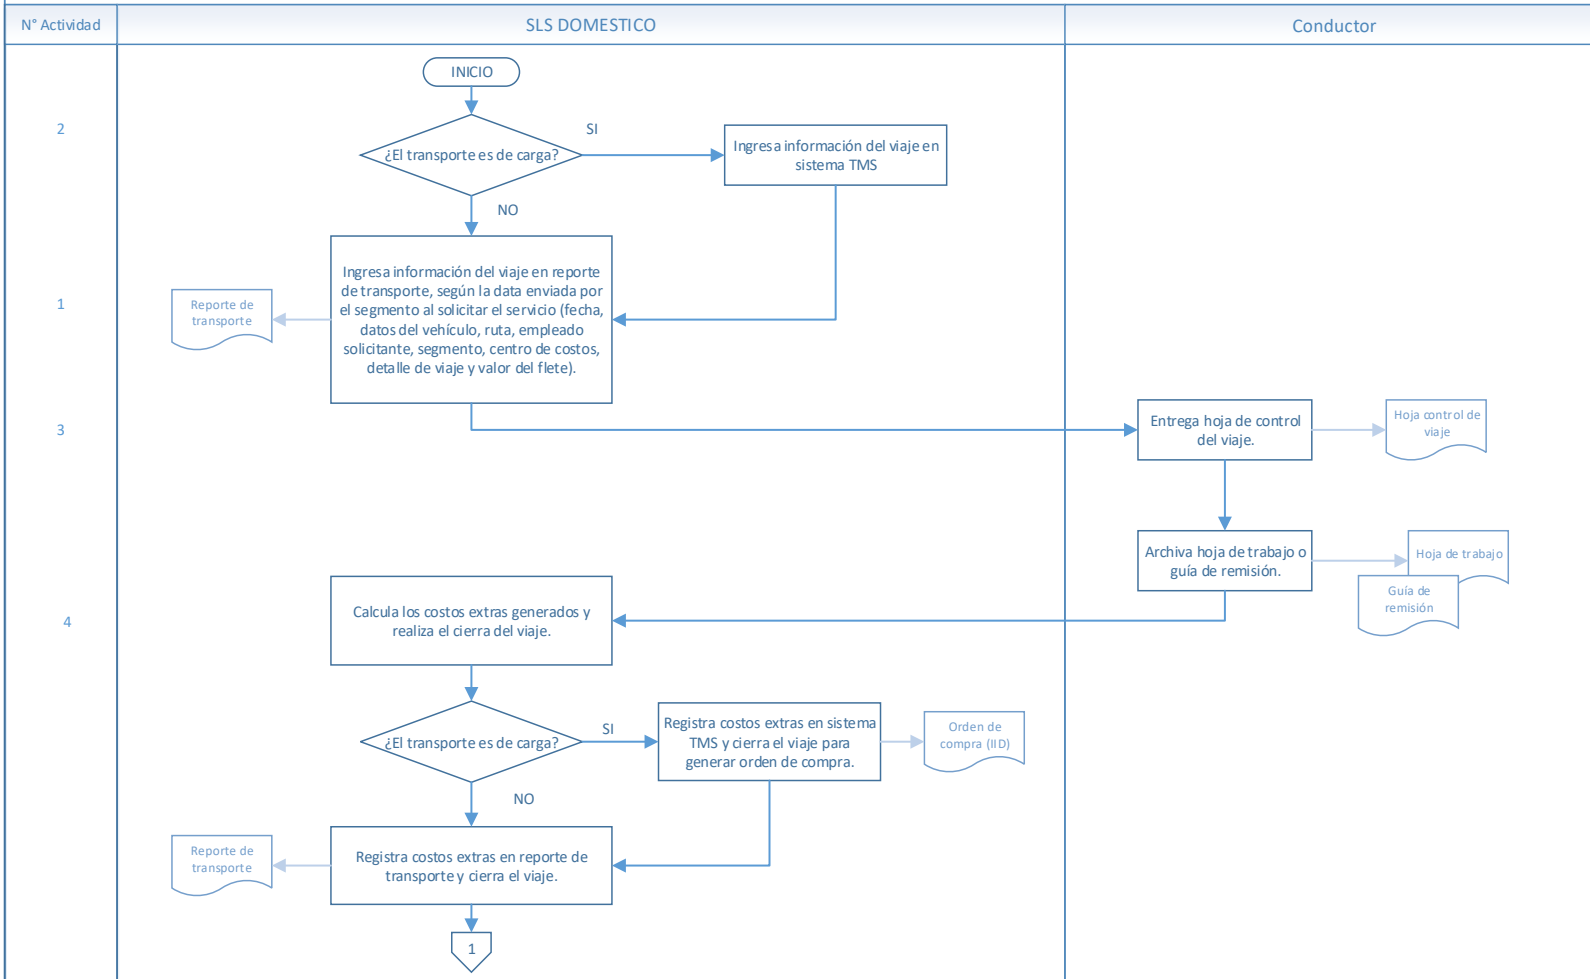 N° Actividad
SLS DOMESTICO
Conductor
INICIO
2
¿El transporte es de carga?
SI
Ingresa información del viaje en
sistema TMS
NO
1
Reporte de
transporte
Ingresa información del viaje en reporte
de transporte, según la data enviada por
el segmento al solicitar el servicio (fecha,
datos del vehículo, ruta, empleado
solicitante, segmento, centro de costos,
detalle de viaje y valor del flete).
3
Entrega hoja de control
del viaje.
Hoja control de
viaje
Archiva hoja de trabajo o
guía de remisión.
Hoja de trabajo
Guía de
remisión
4
Calcula los costos extras generados y
realiza el cierra del viaje.
¿El transporte es de carga?
SI
Registra costos extras en sistema
TMS y cierra el viaje para
generar orden de compra.
Orden de
compra (IID)
NO
Reporte de
transporte
Registra costos extras en reporte de
transporte y cierra el viaje.
1